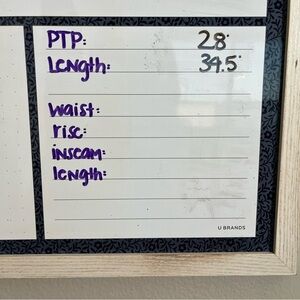 PTP: 28"
Length: 34.5"
Waist:
rise:
inseam:
length:
U BRANDS